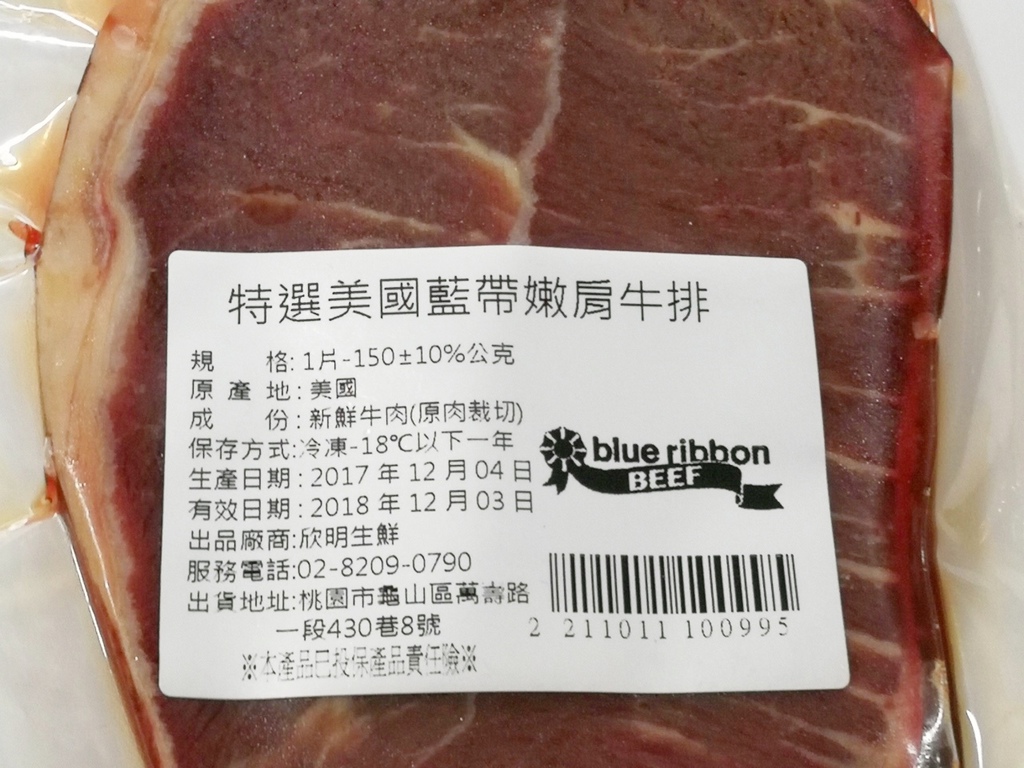 特選美國藍帶嫩肩牛排
規　　格: 1片-150±10%公克
原 產 地 : 美國
成　　份 : 新鮮牛肉(原肉裁切)
保存方式:冷凍-18℃以下一年
生產日期 : 2017 年 12 月 04 日
有效日期 : 2018 年 12 月 03 日
出品廠商:欣明生鮮
服務電話:02-8209-0790
出貨地址:桃園市龜山區萬壽路
一段430巷8號
※本產品已投保產品責任險※
blue ribbon
BEEF
2 211011 100995